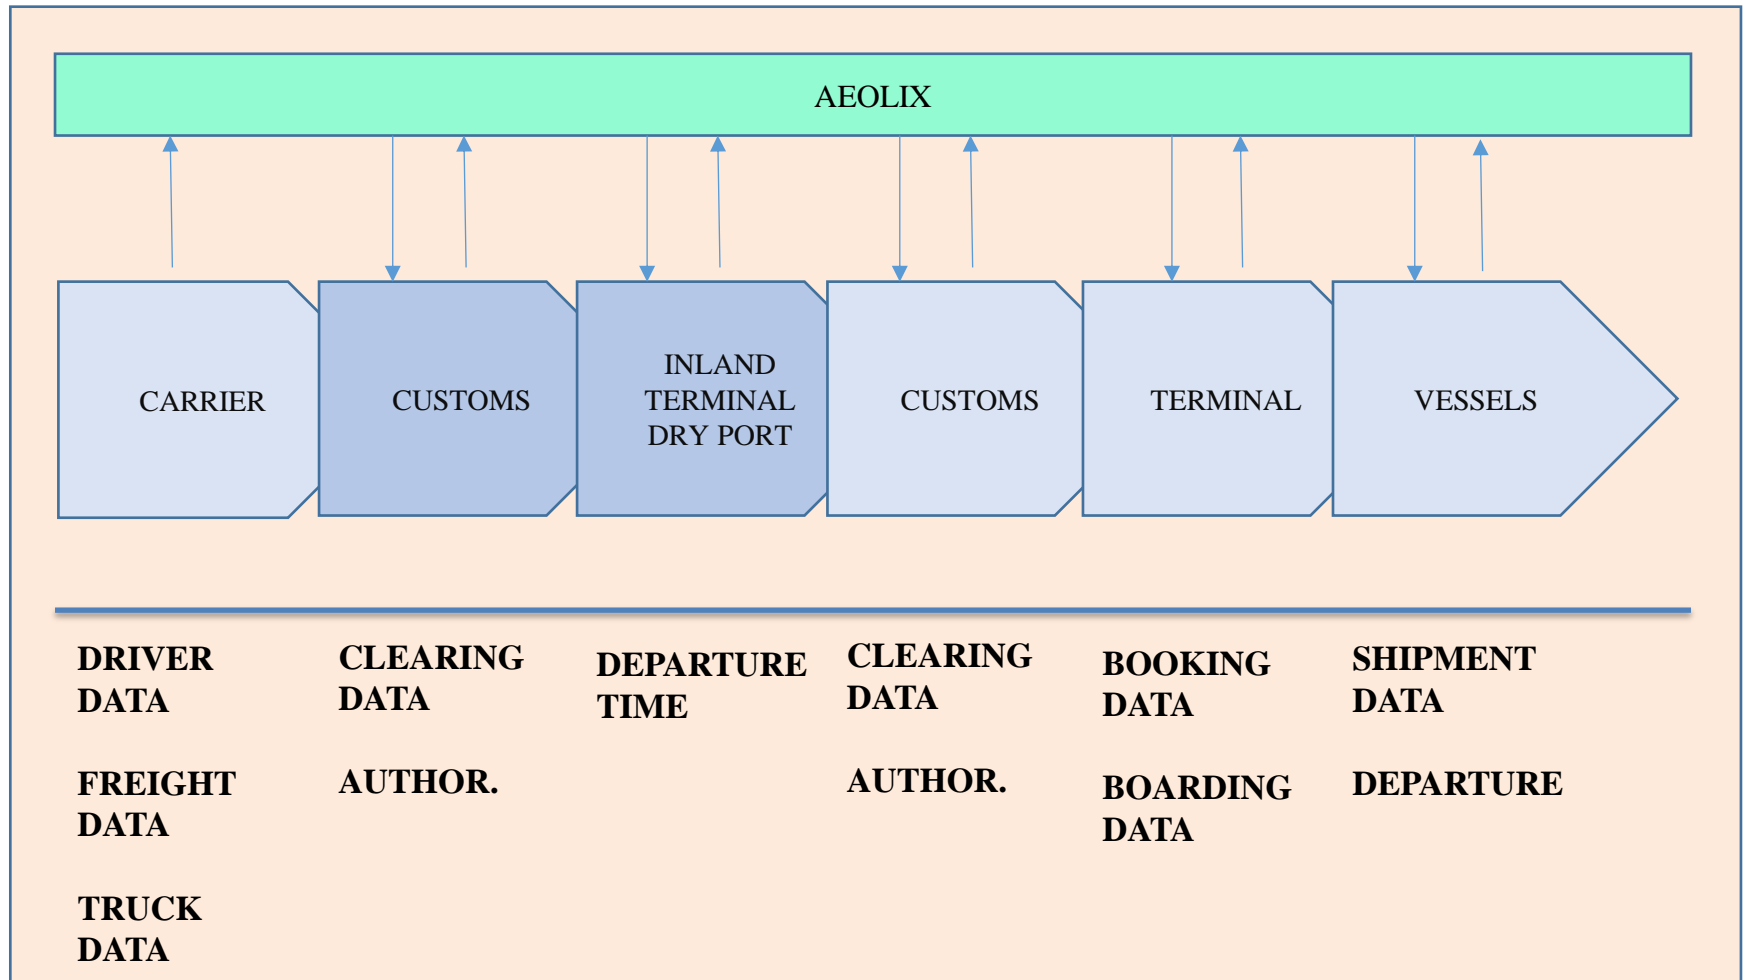 AEOLIX
CARRIER
CUSTOMS
INLAND
TERMINAL
DRY PORT
CUSTOMS
TERMINAL
VESSELS
DRIVER
DATA
FREIGHT
DATA
TRUCK
DATA
CLEARING
DATA
AUTHOR.
DEPARTURE
TIME
CLEARING
DATA
AUTHOR.
BOOKING
DATA
BOARDING
DATA
SHIPMENT
DATA
DEPARTURE